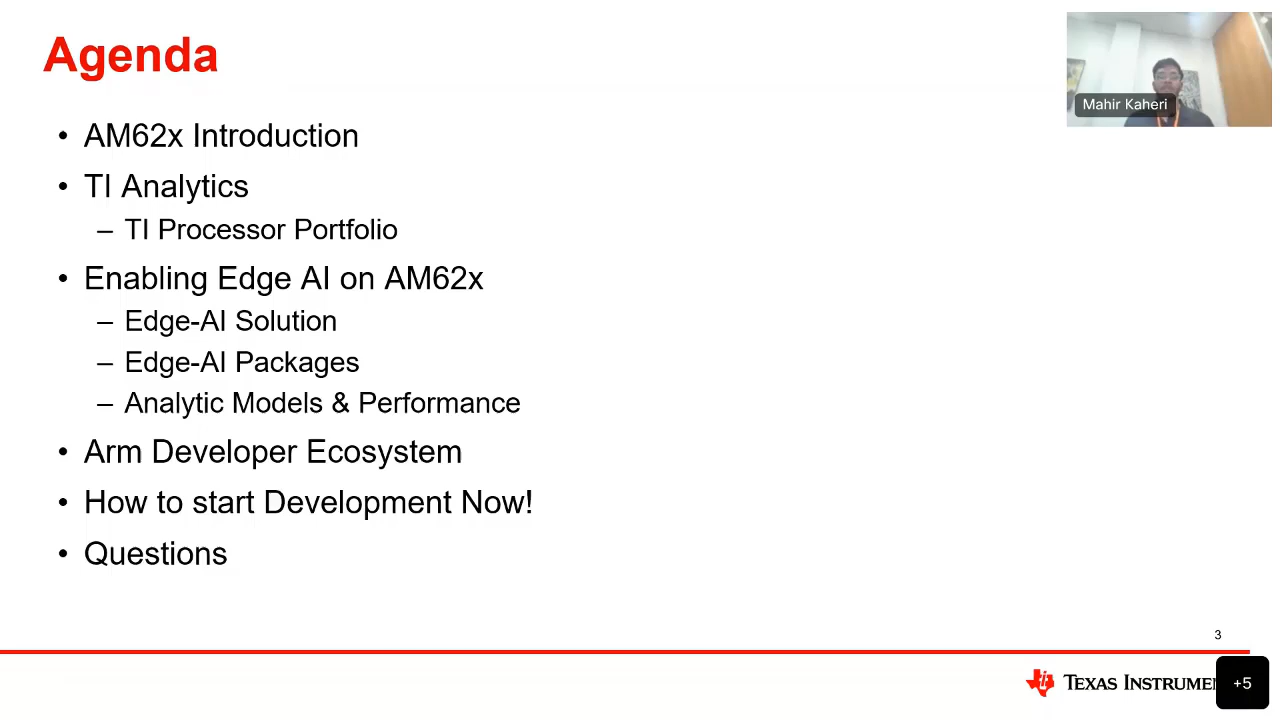 Agenda
Mahir Kaheri
• AM62x Introduction
• TI Analytics
– TI Processor Portfolio
• Enabling Edge AI on AM62x
– Edge-AI Solution
– Edge-AI Packages
– Analytic Models & Performance
• Arm Developer Ecosystem
• How to start Development Now!
• Questions
3
TEXAS INSTRUMEN
+5